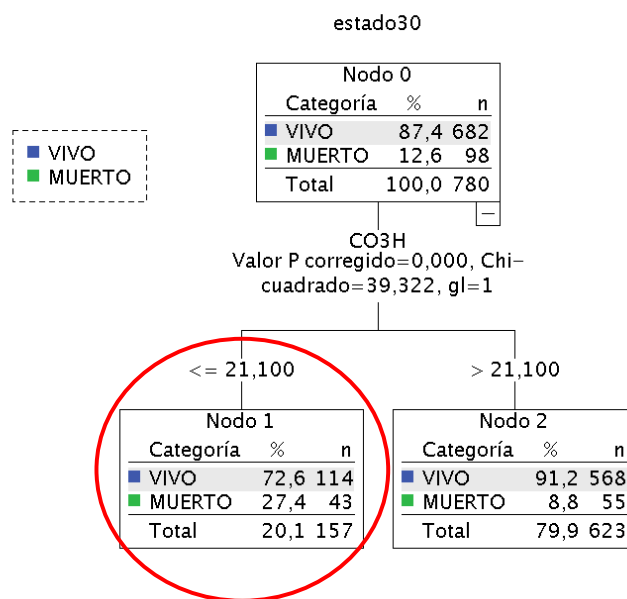 estado30
Nodo 0
Categoría % n
VIVO 87,4 682
MUERTO 12,6 98
Total 100,0 780
VIVO
MUERTO
CO3H
Valor P corregido=0,000, Chi-
cuadrado=39,322, gl=1
<= 21,100
> 21,100
Nodo 1
Categoría % n
VIVO 72,6 114
MUERTO 27,4 43
Total 20,1 157
Nodo 2
Categoría % n
VIVO 91,2 568
MUERTO 8,8 55
Total 79,9 623